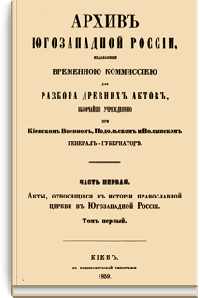 АРХИВЪ
ЮГОЗАПАДНОЙ РОССІИ,
ИЗДАВАЕМЫЙ
ВРЕМЕННОЮ КОММИССІЕЮ
ДЛЯ
РАЗБОРА ДРЕВНИХЪ АКТОВЪ,
ВЫСОЧАЙШЕ УЧРЕЖДЕННОЮ
ПРИ
КІЕВСКОМЪ ВОЕННОМЪ, ПОДОЛЬСКОМЪ И ВОЛЫНСКОМЪ
ГЕНЕРАЛЪ-ГУБЕРНАТОРѢ.
ЧАСТЬ ПЕРВАЯ.
АКТЫ, ОТНОСЯЩІЕСЯ КЪ ИСТОРІИ ПРАВОСЛАВНОЙ
ЦЕРКВИ ВЪ ЮГОЗАПАДНОЙ РОССІИ.
ТОМЪ ПЕРВЫЙ.
КІЕВЪ.
1859.